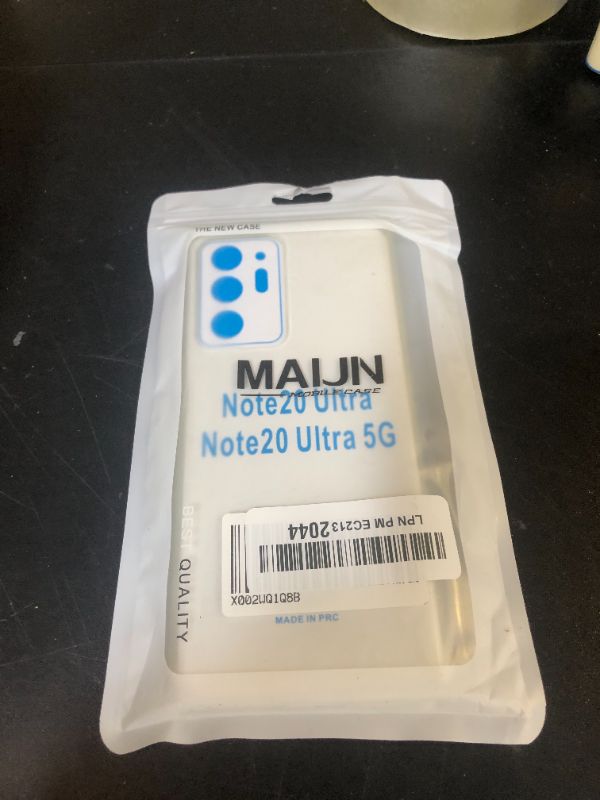 THE NEW CASE
MAIJN
MOBILE CASE
Note20 Ultra
Note20 Ultra 5G
LPN PM EC2132044
X002WQ1Q8B
MADE IN PRC
BEST QUALITY